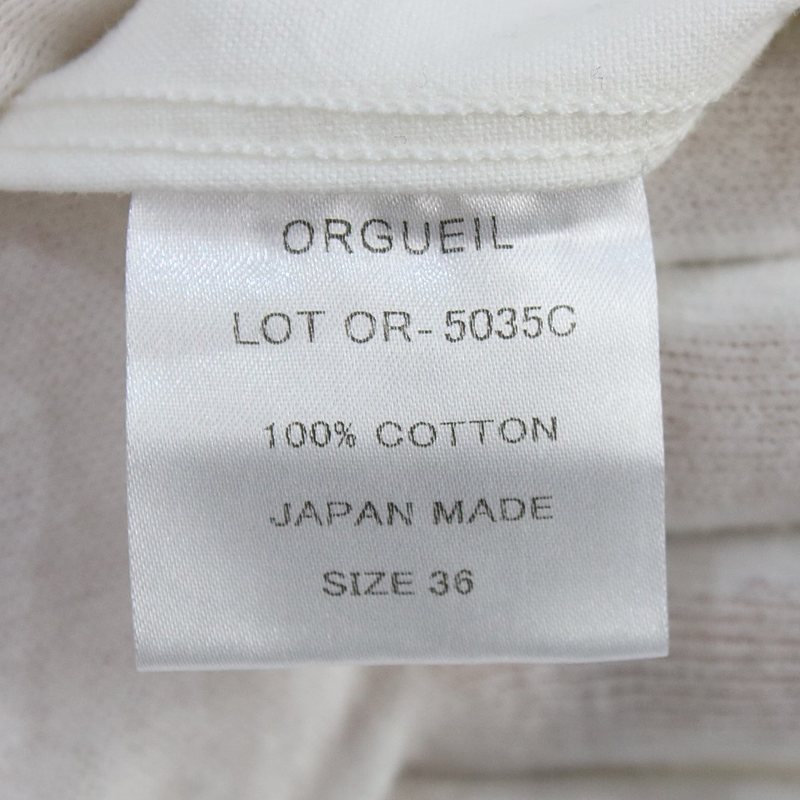 ORGUEIL
LOT OR-5035C
100% COTTON
JAPAN MADE
SIZE 36